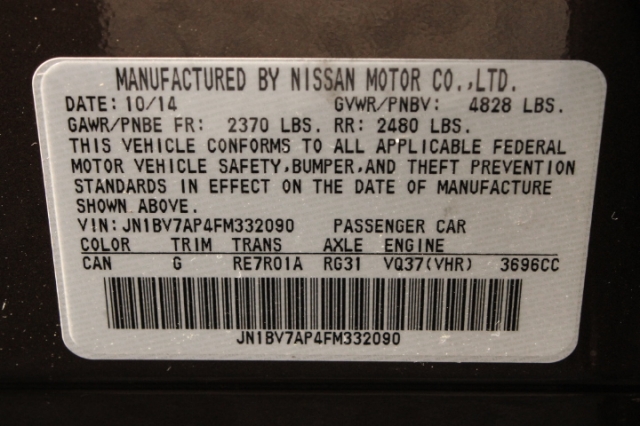 MANUFACTURED BY NISSAN MOTOR CO.,LTD.
DATE: 10/14 GVWR/PNBV: 4828 LBS.
GAWR/PNBE FR: 2370 LBS. RR: 2480 LBS.
THIS VEHICLE CONFORMS TO ALL APPLICABLE FEDERAL
MOTOR VEHICLE SAFETY,BUMPER,AND THEFT PREVENTION
STANDARDS IN EFFECT ON THE DATE OF MANUFACTURE
SHOWN ABOVE.
VIN: JN1BV7AP4FM332090 PASSENGER CAR
COLOR TRIM TRANS AXLE ENGINE
CAN G RE7R01A RG31 VQ37(VHR) 3696CC
JN1BV7AP4FM332090